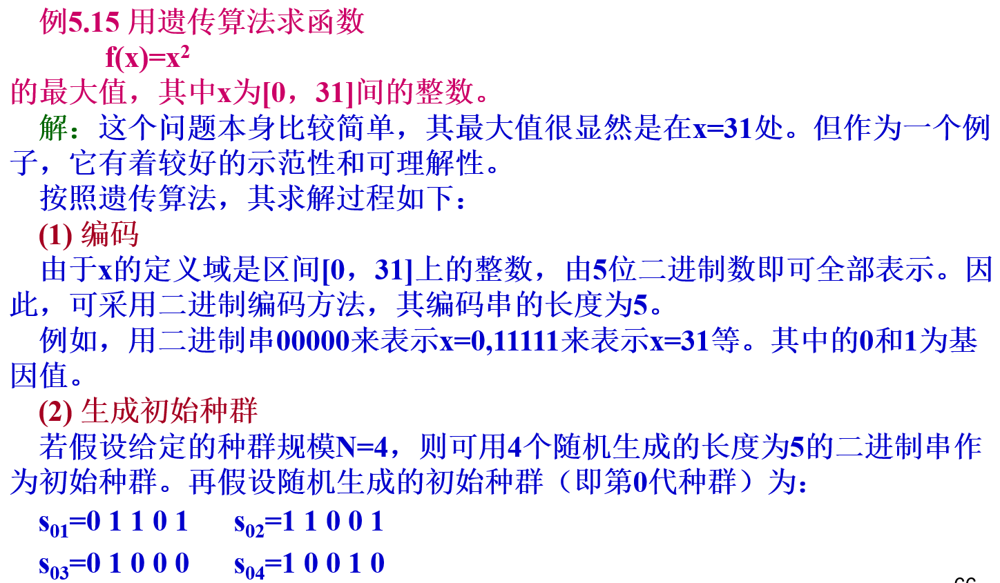 例5.15 用遗传算法求函数
f(x)=x²
的最大值，其中x为[0，31]间的整数。
解：这个问题本身比较简单，其最大值很显然是在x=31处。但作为一个例
子，它有着较好的示范性和可理解性。
按照遗传算法，其求解过程如下：
(1) 编码
由于x的定义域是区间[0，31]上的整数，由5位二进制数即可全部表示。因
此，可采用二进制编码方法，其编码串的长度为5。
例如，用二进制串00000来表示x=0,11111来表示x=31等。其中的0和1为基
因值。
(2) 生成初始种群
若假设给定的种群规模N=4，则可用4个随机生成的长度为5的二进制串作
为初始种群。再假设随机生成的初始种群（即第0代种群）为：
s₀₁=0 1 1 0 1 s₀₂=1 1 0 0 1
s₀₃=0 1 0 0 0 s₀₄=1 0 0 1 0